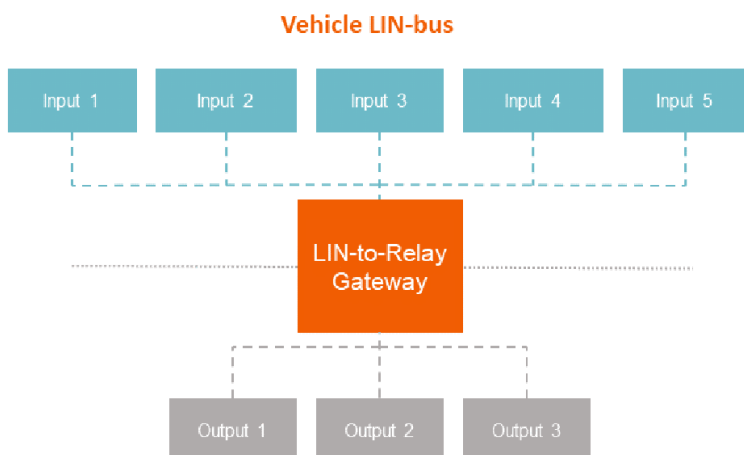 Vehicle LIN-bus
Input 1
Input 2
Input 3
Input 4
Input 5
LIN-to-Relay
Gateway
Output 1
Output 2
Output 3